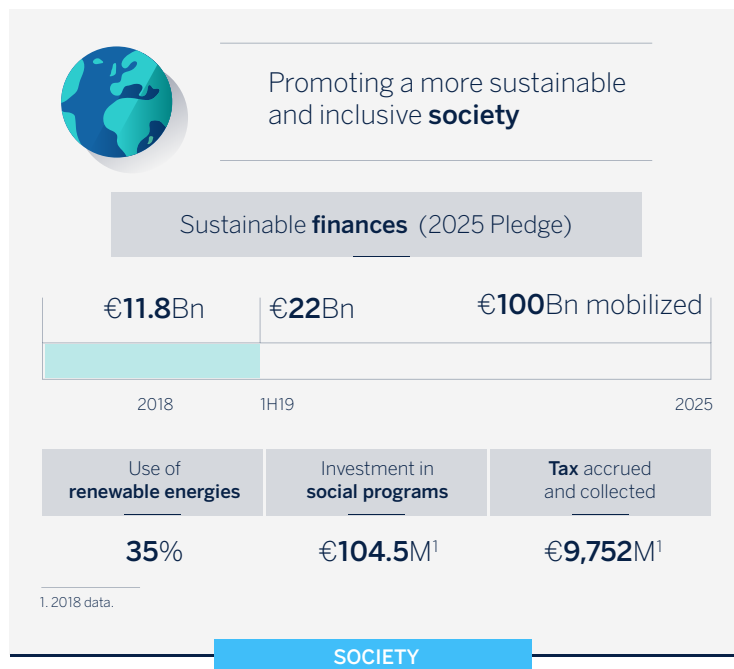 Promoting a more sustainable
and inclusive society
Sustainable finances (2025 Pledge)
€11.8Bn
€22Bn
€100Bn mobilized
2018
1H19
2025
Use of
renewable energies
Investment in
social programs
Tax accrued
and collected
35%
€104.5M¹
€9,752M¹
1. 2018 data.
SOCIETY